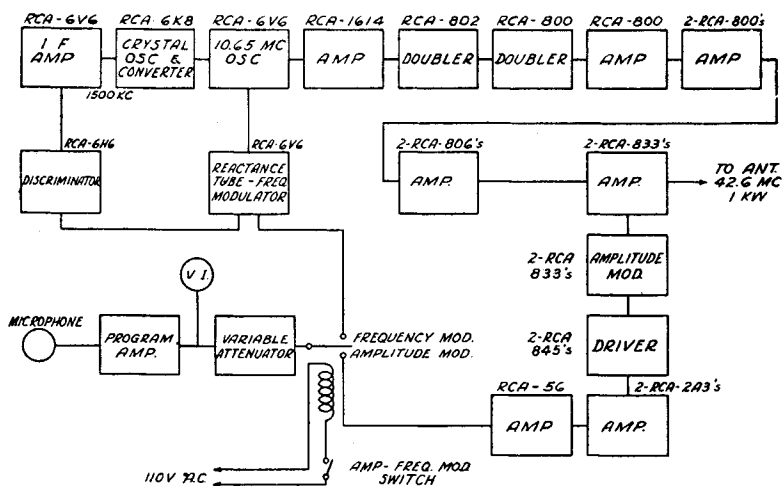 RCA-6V6
RCA-6K8
RCA-6V6
RCA-1614
RCA-802
RCA-800
RCA-800
2-RCA-800's
I F
AMP
CRYSTAL
OSC &
CONVERTER
10.65 MC
OSC
AMP
DOUBLER
DOUBLER
AMP
AMP
1500 KC
RCA-6H6
DISCRIMINATOR
RCA-6V6
REACTANCE
TUBE-FREQ
MODULATOR
2-RCA-806's
AMP.
2-RCA-833's
AMP.
TO ANT.
42.6 MC
1 KW
2-RCA
833's
AMPLITUDE
MOD.
V I.
MICROPHONE
PROGRAM
AMP.
VARIABLE
ATTENUATOR
FREQUENCY MOD.
AMPLITUDE MOD.
2-RCA
845's
DRIVER
RCA-56
AMP
2-RCA-2A3's
AMP.
110V A.C.
AMP-FREQ. MOD
SWITCH